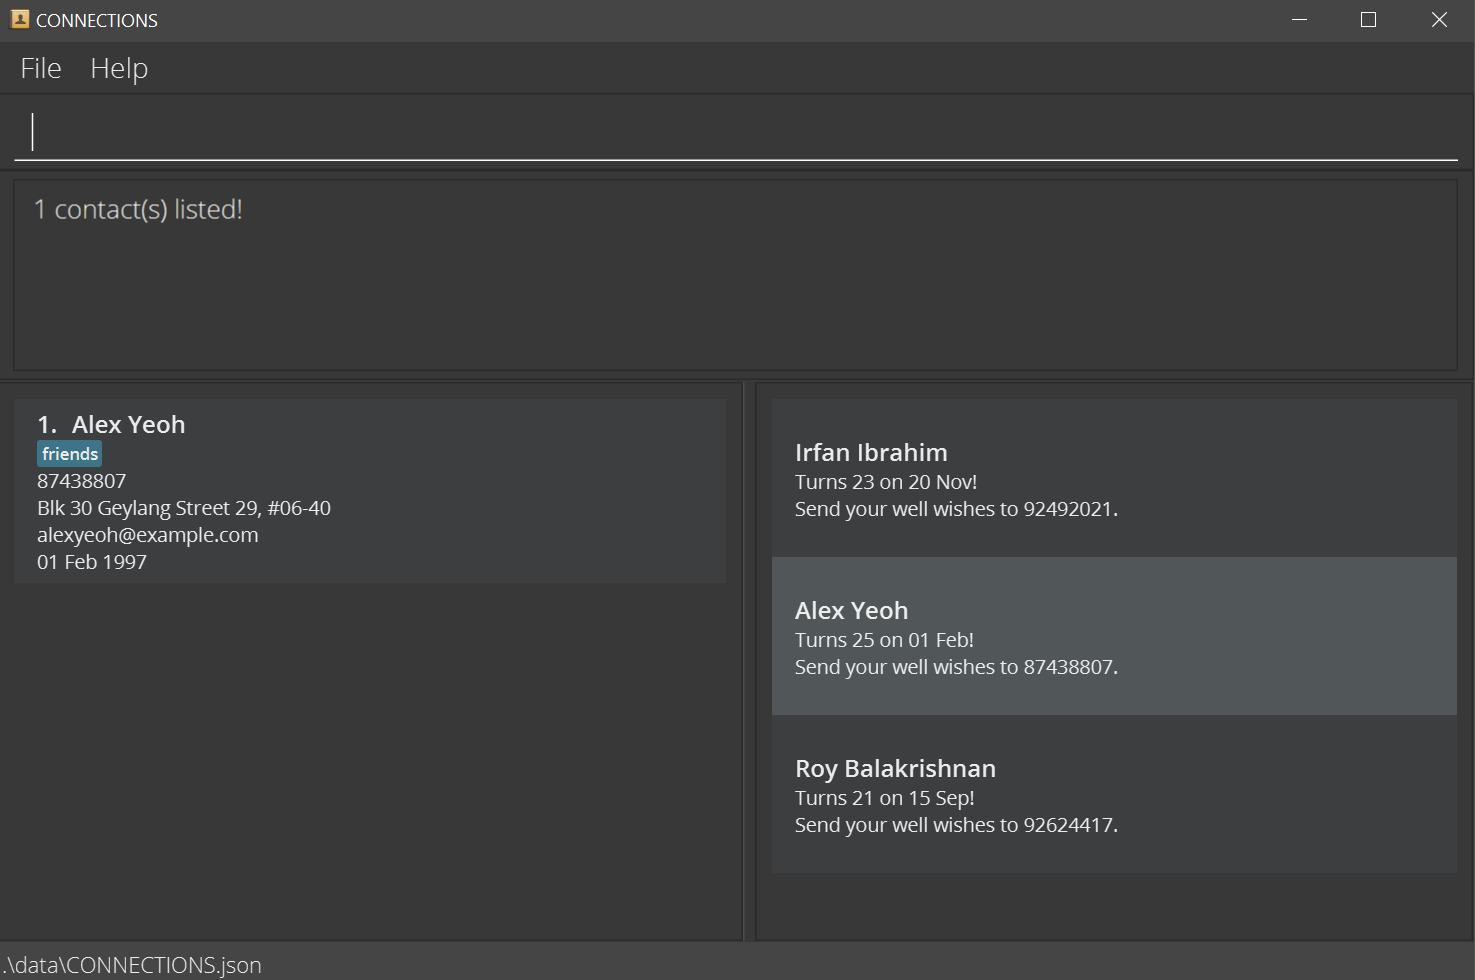 CONNECTIONS
File Help
1 contact(s) listed!
1. Alex Yeoh
friends
87438807
Blk 30 Geylang Street 29, #06-40
alexyeoh@example.com
01 Feb 1997
Irfan Ibrahim
Turns 23 on 20 Nov!
Send your well wishes to 92492021.
Alex Yeoh
Turns 25 on 01 Feb!
Send your well wishes to 87438807.
Roy Balakrishnan
Turns 21 on 15 Sep!
Send your well wishes to 92624417.
.\data\CONNECTIONS.json